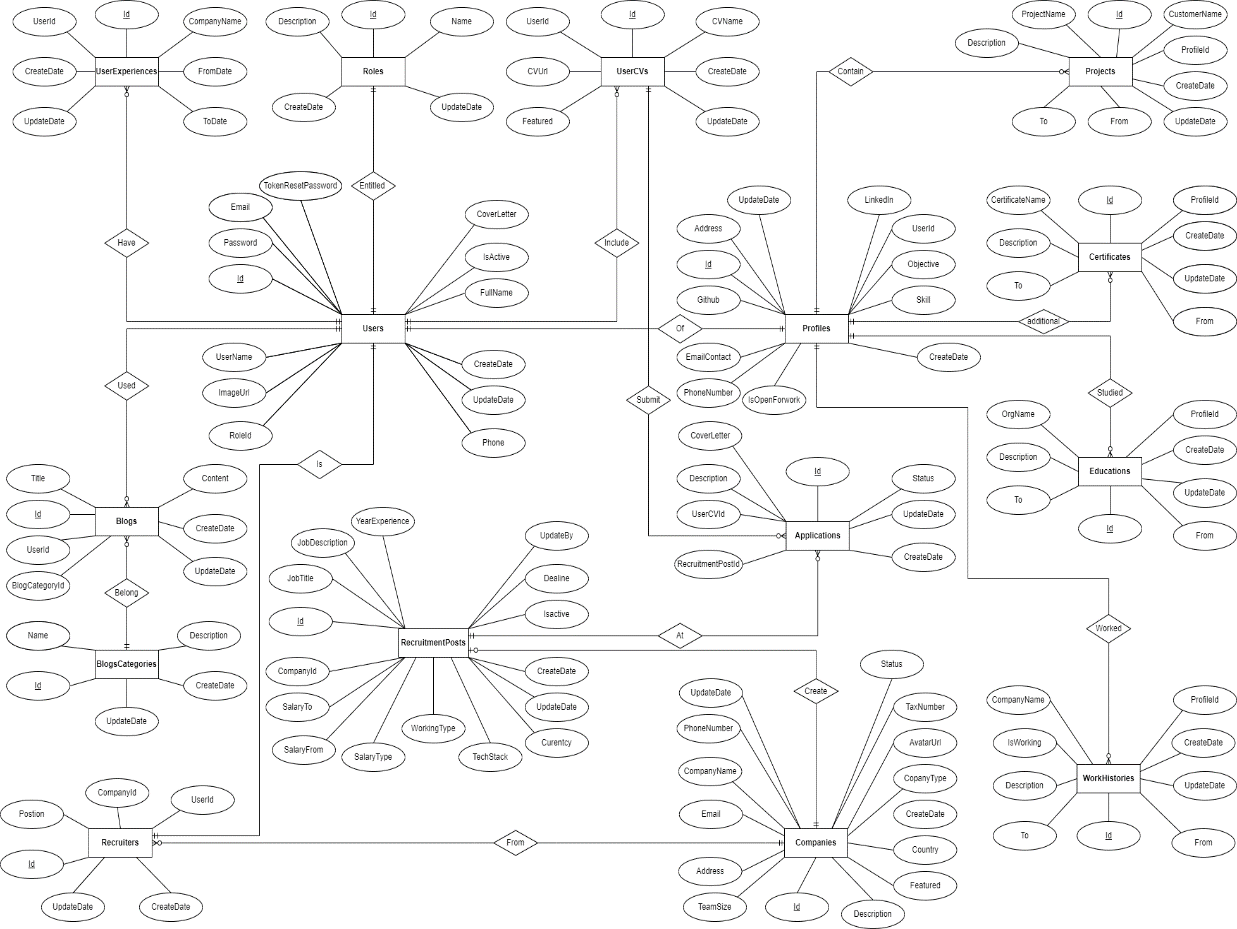 UserId
Id
CompanyName
CreateDate
UserExperiences
FromDate
UpdateDate
ToDate
Description
Id
Name
Roles
CreateDate
UpdateDate
UserId
Id
CVName
CVUrl
UserCVs
CreateDate
Featured
UpdateDate
Contain
ProjectName
Id
CustomerName
Description
ProfileId
Projects
CreateDate
To
From
UpdateDate
Entitled
Have
Include
TokenResetPassword
Email
Password
Id
CoverLetter
IsActive
FullName
Users
UserName
ImageUrl
RoleId
CreateDate
UpdateDate
Phone
Of
UpdateDate
LinkedIn
Address
UserId
Id
Objective
Github
Skill
Profiles
EmailContact
CreateDate
PhoneNumber
IsOpenForwork
CertificateName
Id
ProfileId
Description
CreateDate
Certificates
To
UpdateDate
From
additional
Used
Submit
Studied
Is
OrgName
ProfileId
Description
CreateDate
Educations
To
UpdateDate
Id
From
Title
Content
Id
Blogs
CreateDate
UserId
UpdateDate
BlogCategoryId
Belong
Name
Description
BlogsCategories
Id
CreateDate
UpdateDate
CoverLetter
Id
Description
Status
UserCVId
UpdateDate
Applications
RecruitmentPostId
CreateDate
YearExperience
JobDescription
UpdateBy
JobTitle
Dealine
Id
Isactive
RecruitmentPosts
CompanyId
CreateDate
SalaryTo
UpdateDate
SalaryFrom
WorkingType
Curentcy
SalaryType
TechStack
At
Create
Worked
Status
UpdateDate
TaxNumber
PhoneNumber
AvatarUrl
CompanyName
CopanyType
Email
CreateDate
Companies
Country
Address
Featured
TeamSize
Id
Description
CompanyName
ProfileId
IsWorking
CreateDate
WorkHistories
Description
UpdateDate
To
Id
From
CompanyId
UserId
Postion
Recruiters
Id
UpdateDate
CreateDate
From